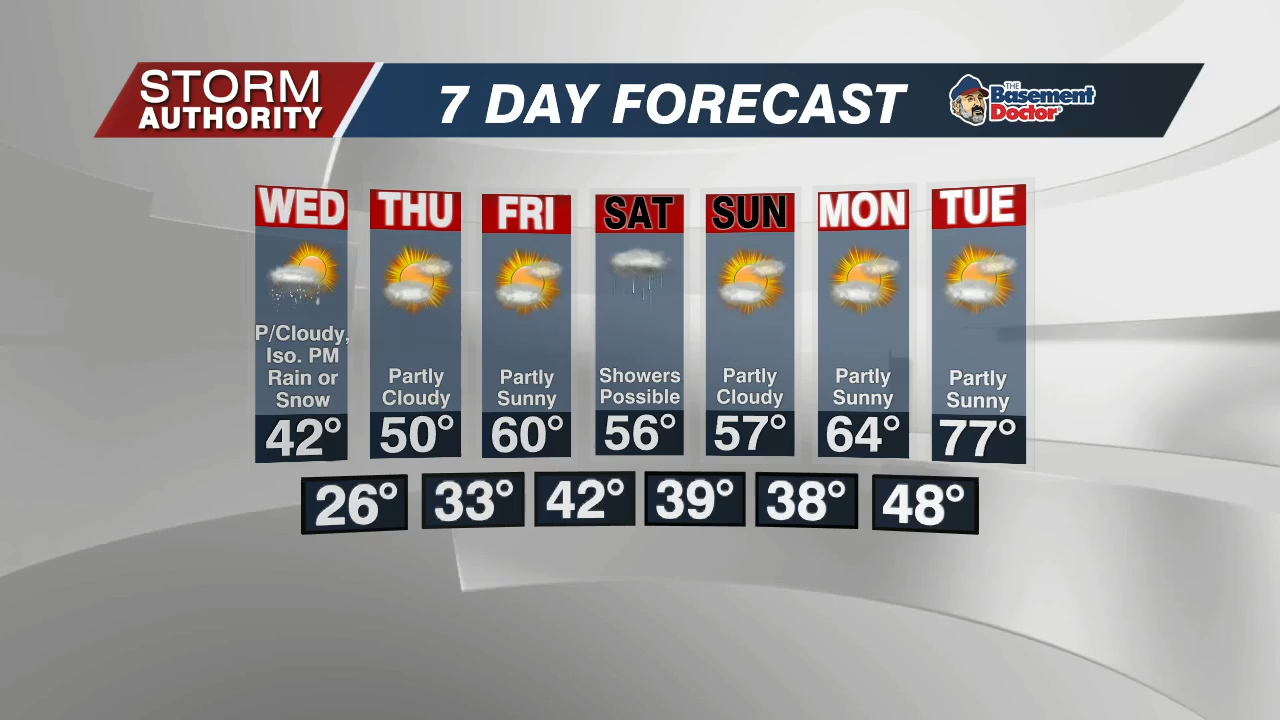 STORM
AUTHORITY
7 DAY FORECAST
THE
Basement
Doctor
WED
P/Cloudy,
Iso. PM
Rain or
Snow
42°
THU
Partly
Cloudy
50°
FRI
Partly
Sunny
60°
SAT
Showers
Possible
56°
SUN
Partly
Cloudy
57°
MON
Partly
Sunny
64°
TUE
Partly
Sunny
77°
26°
33°
42°
39°
38°
48°